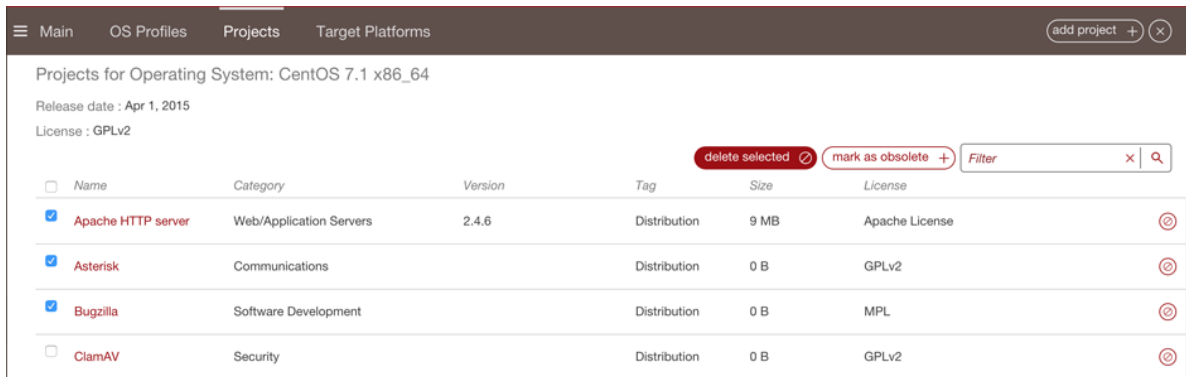 Main OS Profiles Projects Target Platforms add project +
Projects for Operating System: CentOS 7.1 x86_64
Release date : Apr 1, 2015
License : GPLv2
delete selected mark as obsolete + Filter
Name Category Version Tag Size License
Apache HTTP server Web/Application Servers 2.4.6 Distribution 9 MB Apache License
Asterisk Communications Distribution 0 B GPLv2
Bugzilla Software Development Distribution 0 B MPL
ClamAV Security Distribution 0 B GPLv2